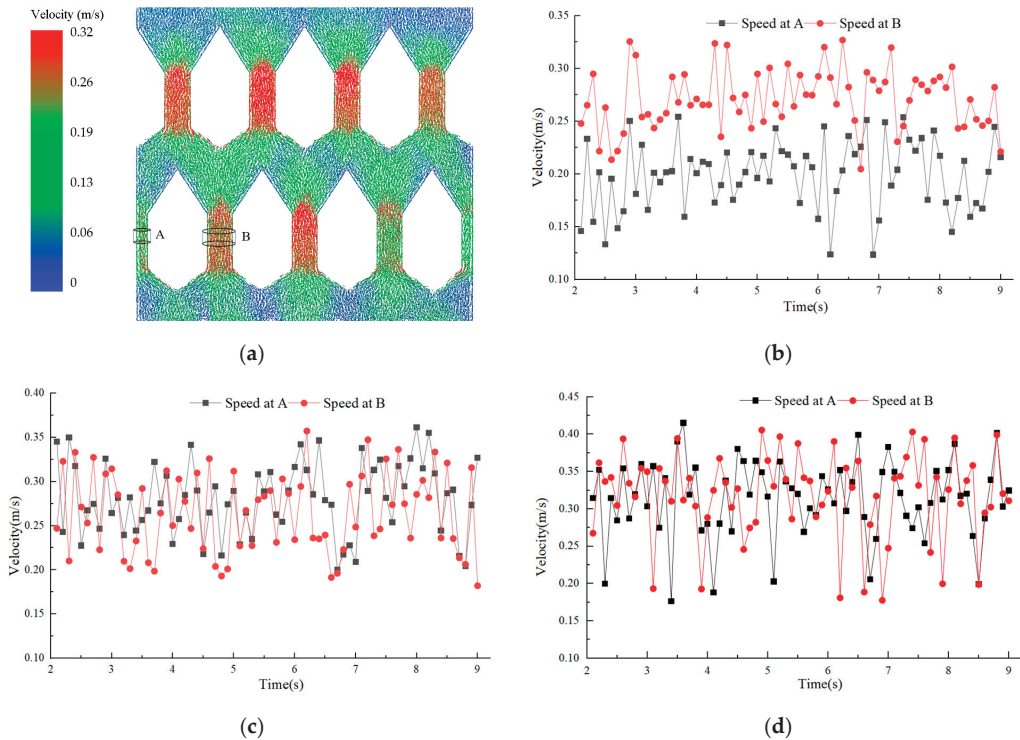 Velocity (m/s)
0.32
0.26
0.19
0.13
0.06
0
A
B
(a)
Speed at A
Speed at B
Velocity(m/s)
0.35
0.30
0.25
0.20
0.15
0.10
2 3 4 5 6 7 8 9
Time(s)
(b)
Speed at A
Speed at B
Velocity(m/s)
0.40
0.35
0.30
0.25
0.20
0.15
0.10
2 3 4 5 6 7 8 9
Time(s)
(c)
Speed at A
Speed at B
Velocity(m/s)
0.45
0.40
0.35
0.30
0.25
0.20
0.15
0.10
2 3 4 5 6 7 8 9
Time(s)
(d)